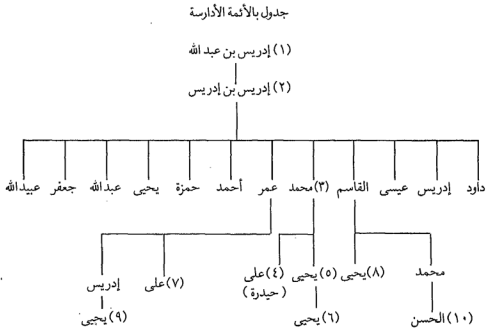 جدول بالأئمة الأدارسة
(١) إدريس بن عبد الله
(٢) إدريس بن إدريس
داود إدريس عيسى القاسم (٣) محمد عمر أحمد حمزة يحيى عبدالله جعفر عبيدالله
محمد (٨) يحيى (٥) يحيى (٤) على (٧) على إدريس
(حيدرة)
(١٠) الحسن (٦) يحيى (٩) يحيى